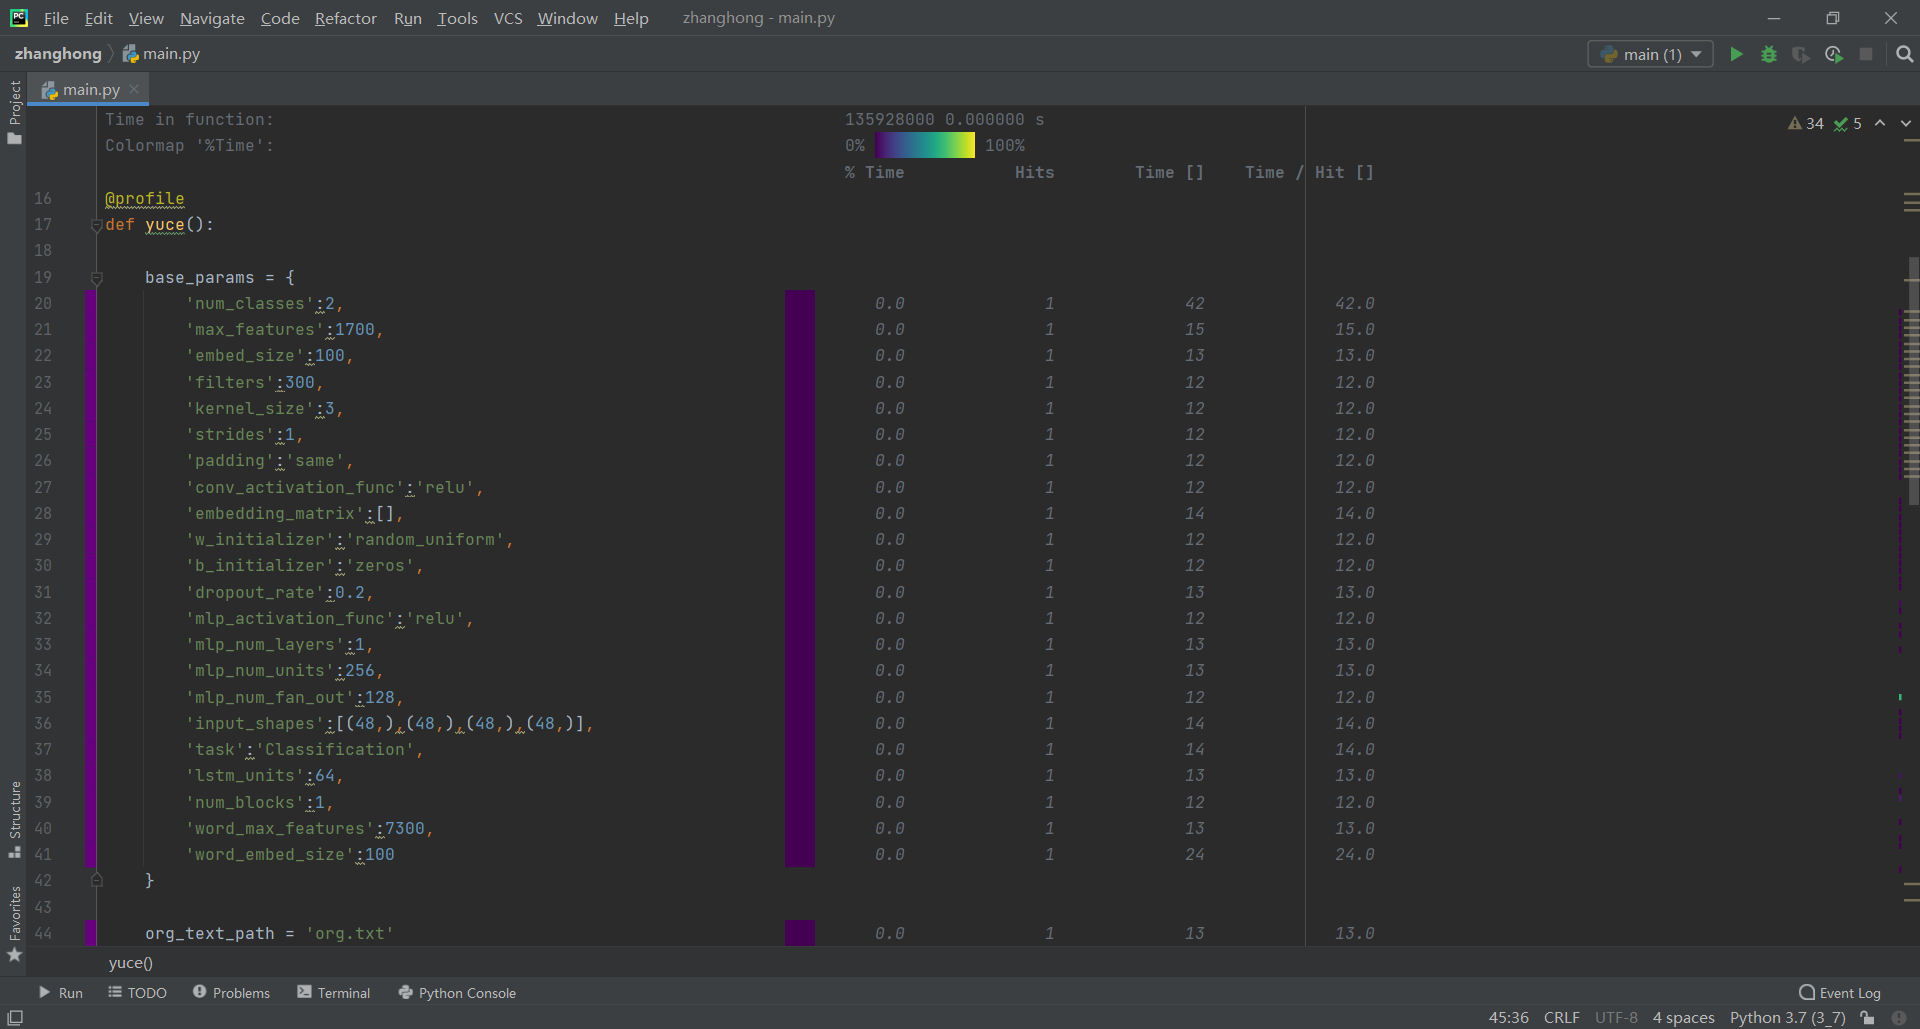 PC File Edit View Navigate Code Refactor Run Tools VCS Window Help zhanghong - main.py
zhanghong main.py main (1)
main.py
Project
Time in function: 135928000 0.000000 s
34 5
Colormap '%Time': 0% 100%
% Time Hits Time [] Time / Hit []
16 @profile
17 def yuce():
18
19 base_params = {
20 'num_classes':2, 0.0 1 42 42.0
21 'max_features':1700, 0.0 1 15 15.0
22 'embed_size':100, 0.0 1 13 13.0
23 'filters':300, 0.0 1 12 12.0
24 'kernel_size':3, 0.0 1 12 12.0
25 'strides':1, 0.0 1 12 12.0
26 'padding':'same', 0.0 1 12 12.0
27 'conv_activation_func':'relu', 0.0 1 12 12.0
28 'embedding_matrix':[], 0.0 1 14 14.0
29 'w_initializer':'random_uniform', 0.0 1 12 12.0
30 'b_initializer':'zeros', 0.0 1 12 12.0
31 'dropout_rate':0.2, 0.0 1 13 13.0
32 'mlp_activation_func':'relu', 0.0 1 12 12.0
33 'mlp_num_layers':1, 0.0 1 13 13.0
34 'mlp_num_units':256, 0.0 1 13 13.0
35 'mlp_num_fan_out':128, 0.0 1 12 12.0
36 'input_shapes':[(48,),(48,),(48,),(48,)], 0.0 1 14 14.0
37 'task':'Classification', 0.0 1 14 14.0
38 'lstm_units':64, 0.0 1 13 13.0
39 'num_blocks':1, 0.0 1 12 12.0
40 'word_max_features':7300, 0.0 1 13 13.0
41 'word_embed_size':100 0.0 1 24 24.0
42 }
43
44 org_text_path = 'org.txt' 0.0 1 13 13.0
Structure
Favorites
yuce()
Run TODO Problems Terminal Python Console Event Log
45:36 CRLF UTF-8 4 spaces Python 3.7 (3_7)